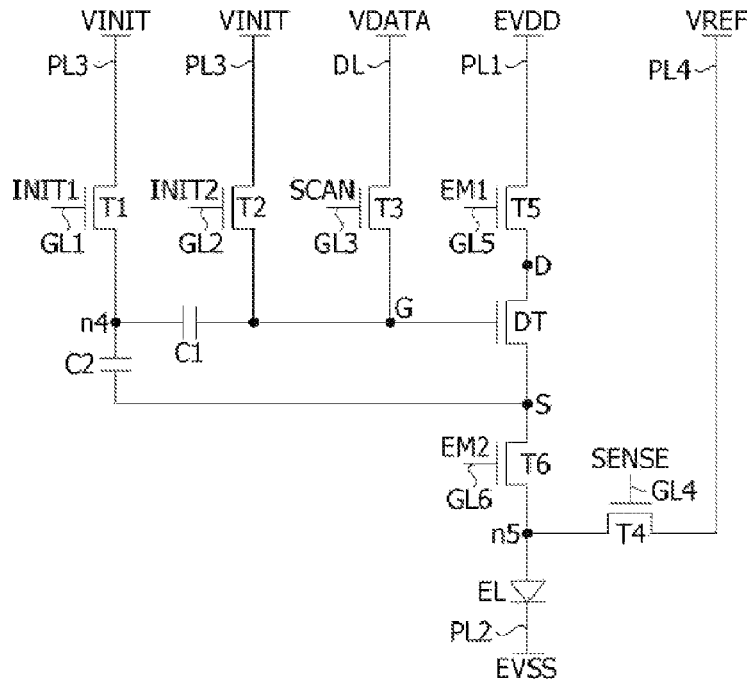 VINIT VINIT VDATA EVDD VREF
PL3 PL3 DL PL1 PL4
INIT1 INIT2 SCAN EM1
T1 T2 T3 T5
GL1 GL2 GL3 GL5
D
n4 G DT
C1
C2
S
EM2 T6 SENSE
GL6 GL4
n5 T4
EL
PL2
EVSS